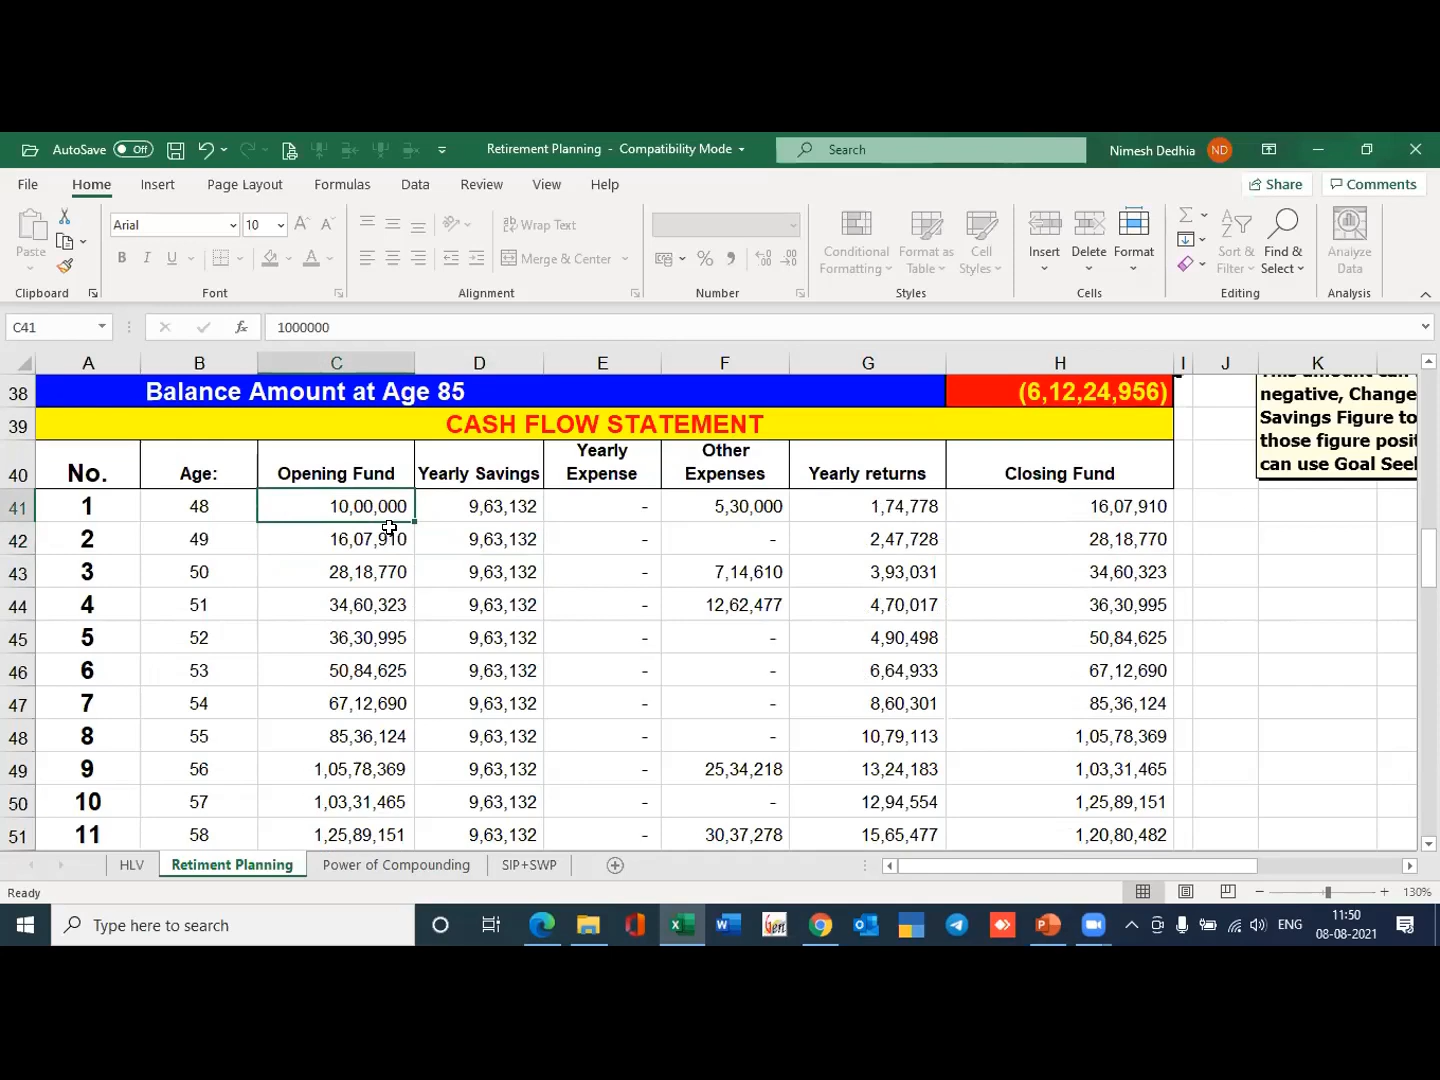 AutoSave Off Retirement Planning - Compatibility Mode Search Nimesh Dedhia ND
File Home Insert Page Layout Formulas Data Review View Help Share Comments
Paste
Arial 10
Wrap Text
Merge & Center
Conditional Formatting
Format as Table
Cell Styles
Insert Delete Format
Sort & Filter
Find & Select
Analyze Data
Clipboard Font Alignment Number Styles Cells Editing Analysis
C41 fx 1000000
A B C D E F G H I J K
38 Balance Amount at Age 85 (6,12,24,956)
negative, Change
39 CASH FLOW STATEMENT
Savings Figure to
those figure posit
can use Goal Seel
40 No. Age: Opening Fund Yearly Savings Yearly Expense Other Expenses Yearly returns Closing Fund
41 1 48 10,00,000 9,63,132 - 5,30,000 1,74,778 16,07,910
42 2 49 16,07,910 9,63,132 - - 2,47,728 28,18,770
43 3 50 28,18,770 9,63,132 - 7,14,610 3,93,031 34,60,323
44 4 51 34,60,323 9,63,132 - 12,62,477 4,70,017 36,30,995
45 5 52 36,30,995 9,63,132 - - 4,90,498 50,84,625
46 6 53 50,84,625 9,63,132 - - 6,64,933 67,12,690
47 7 54 67,12,690 9,63,132 - - 8,60,301 85,36,124
48 8 55 85,36,124 9,63,132 - - 10,79,113 1,05,78,369
49 9 56 1,05,78,369 9,63,132 - 25,34,218 13,24,183 1,03,31,465
50 10 57 1,03,31,465 9,63,132 - - 12,94,554 1,25,89,151
51 11 58 1,25,89,151 9,63,132 - 30,37,278 15,65,477 1,20,80,482
HLV Retiment Planning Power of Compounding SIP+SWP
Ready 130%
Type here to search ENG 11:50
08-08-2021